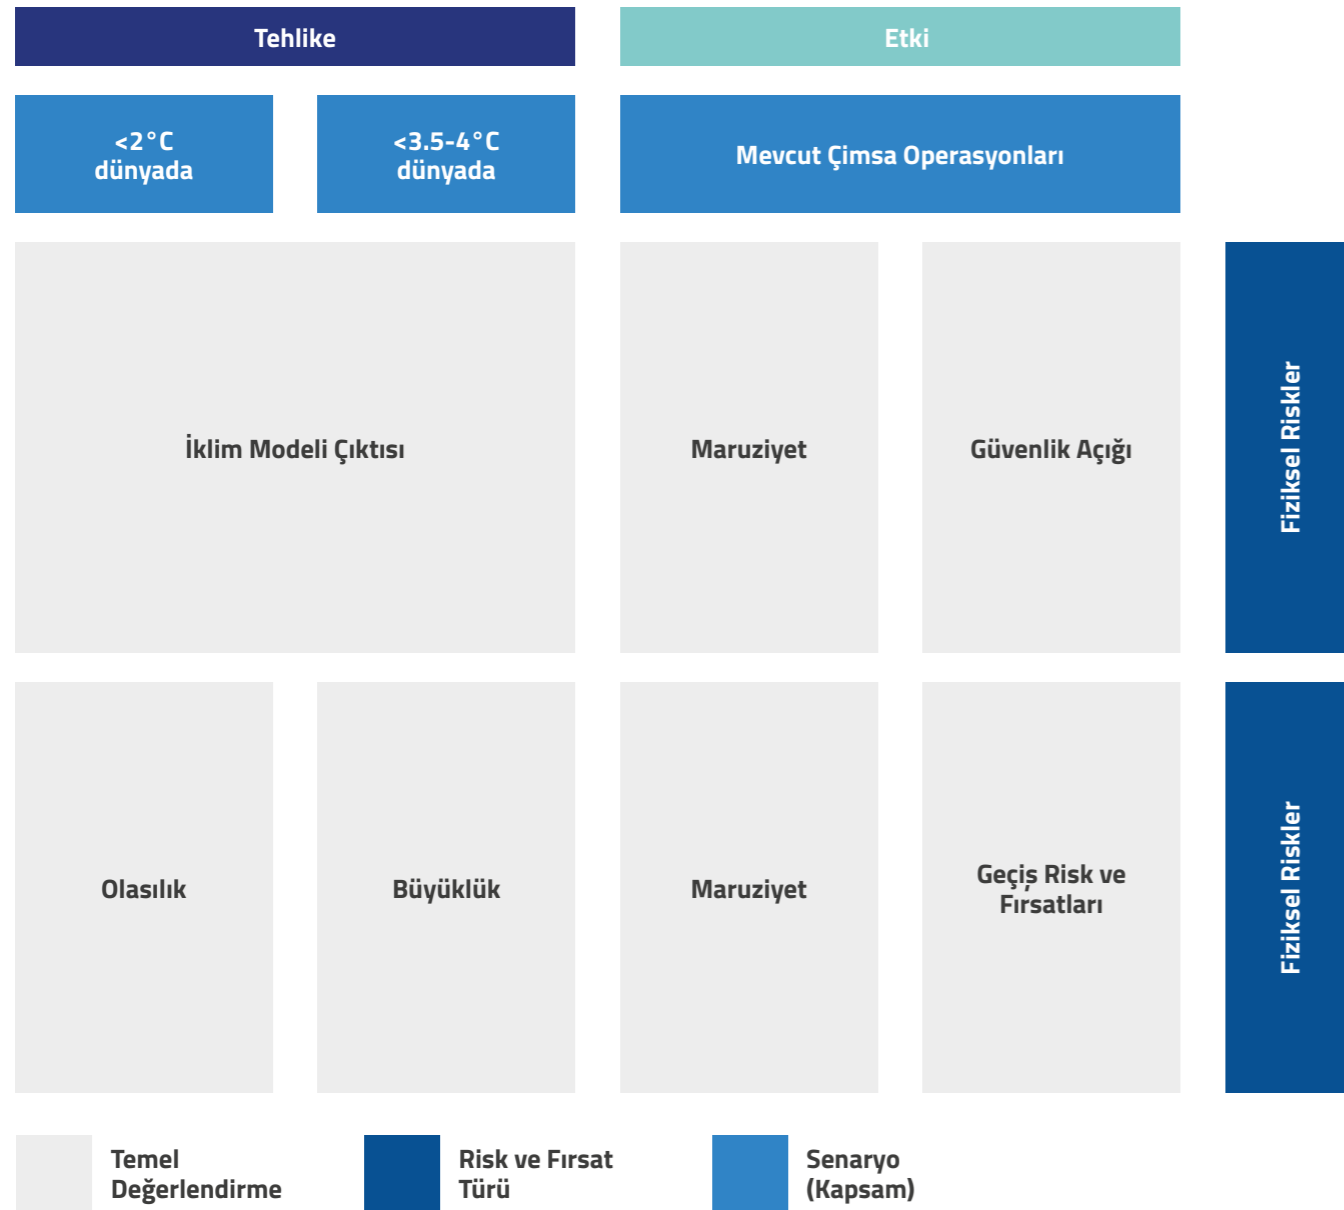 Tehlike
Etki
<2°C
dünyada
<3.5-4°C
dünyada
Mevcut Çimsa Operasyonları
İklim Modeli Çıktısı
Maruziyet
Güvenlik Açığı
Fiziksel Riskler
Olasılık
Büyüklük
Maruziyet
Geçiş Risk ve
Fırsatları
Fiziksel Riskler
Temel
Değerlendirme
Risk ve Fırsat
Türü
Senaryo
(Kapsam)